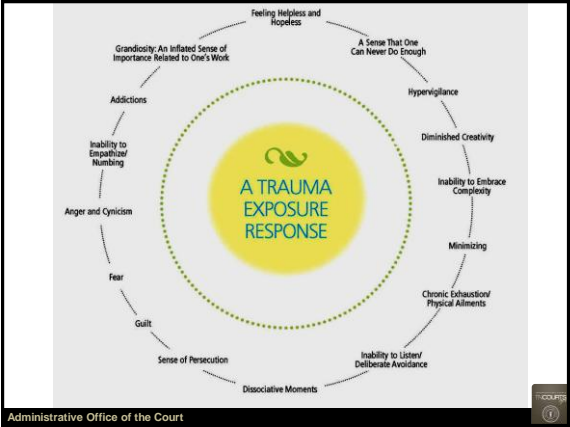 Feeling Helpless and
Hopeless
A Sense That One
Can Never Do Enough
Hypervigilance
Diminished Creativity
Inability to Embrace
Complexity
Minimizing
Chronic Exhaustion/
Physical Ailments
Inability to Listen/
Deliberate Avoidance
Dissociative Moments
Sense of Persecution
Guilt
Fear
Anger and Cynicism
Inability to
Empathize/
Numbing
Addictions
Grandiosity: An Inflated Sense of
Importance Related to One's Work
A TRAUMA
EXPOSURE
RESPONSE
Administrative Office of the Court
TNCOURTS